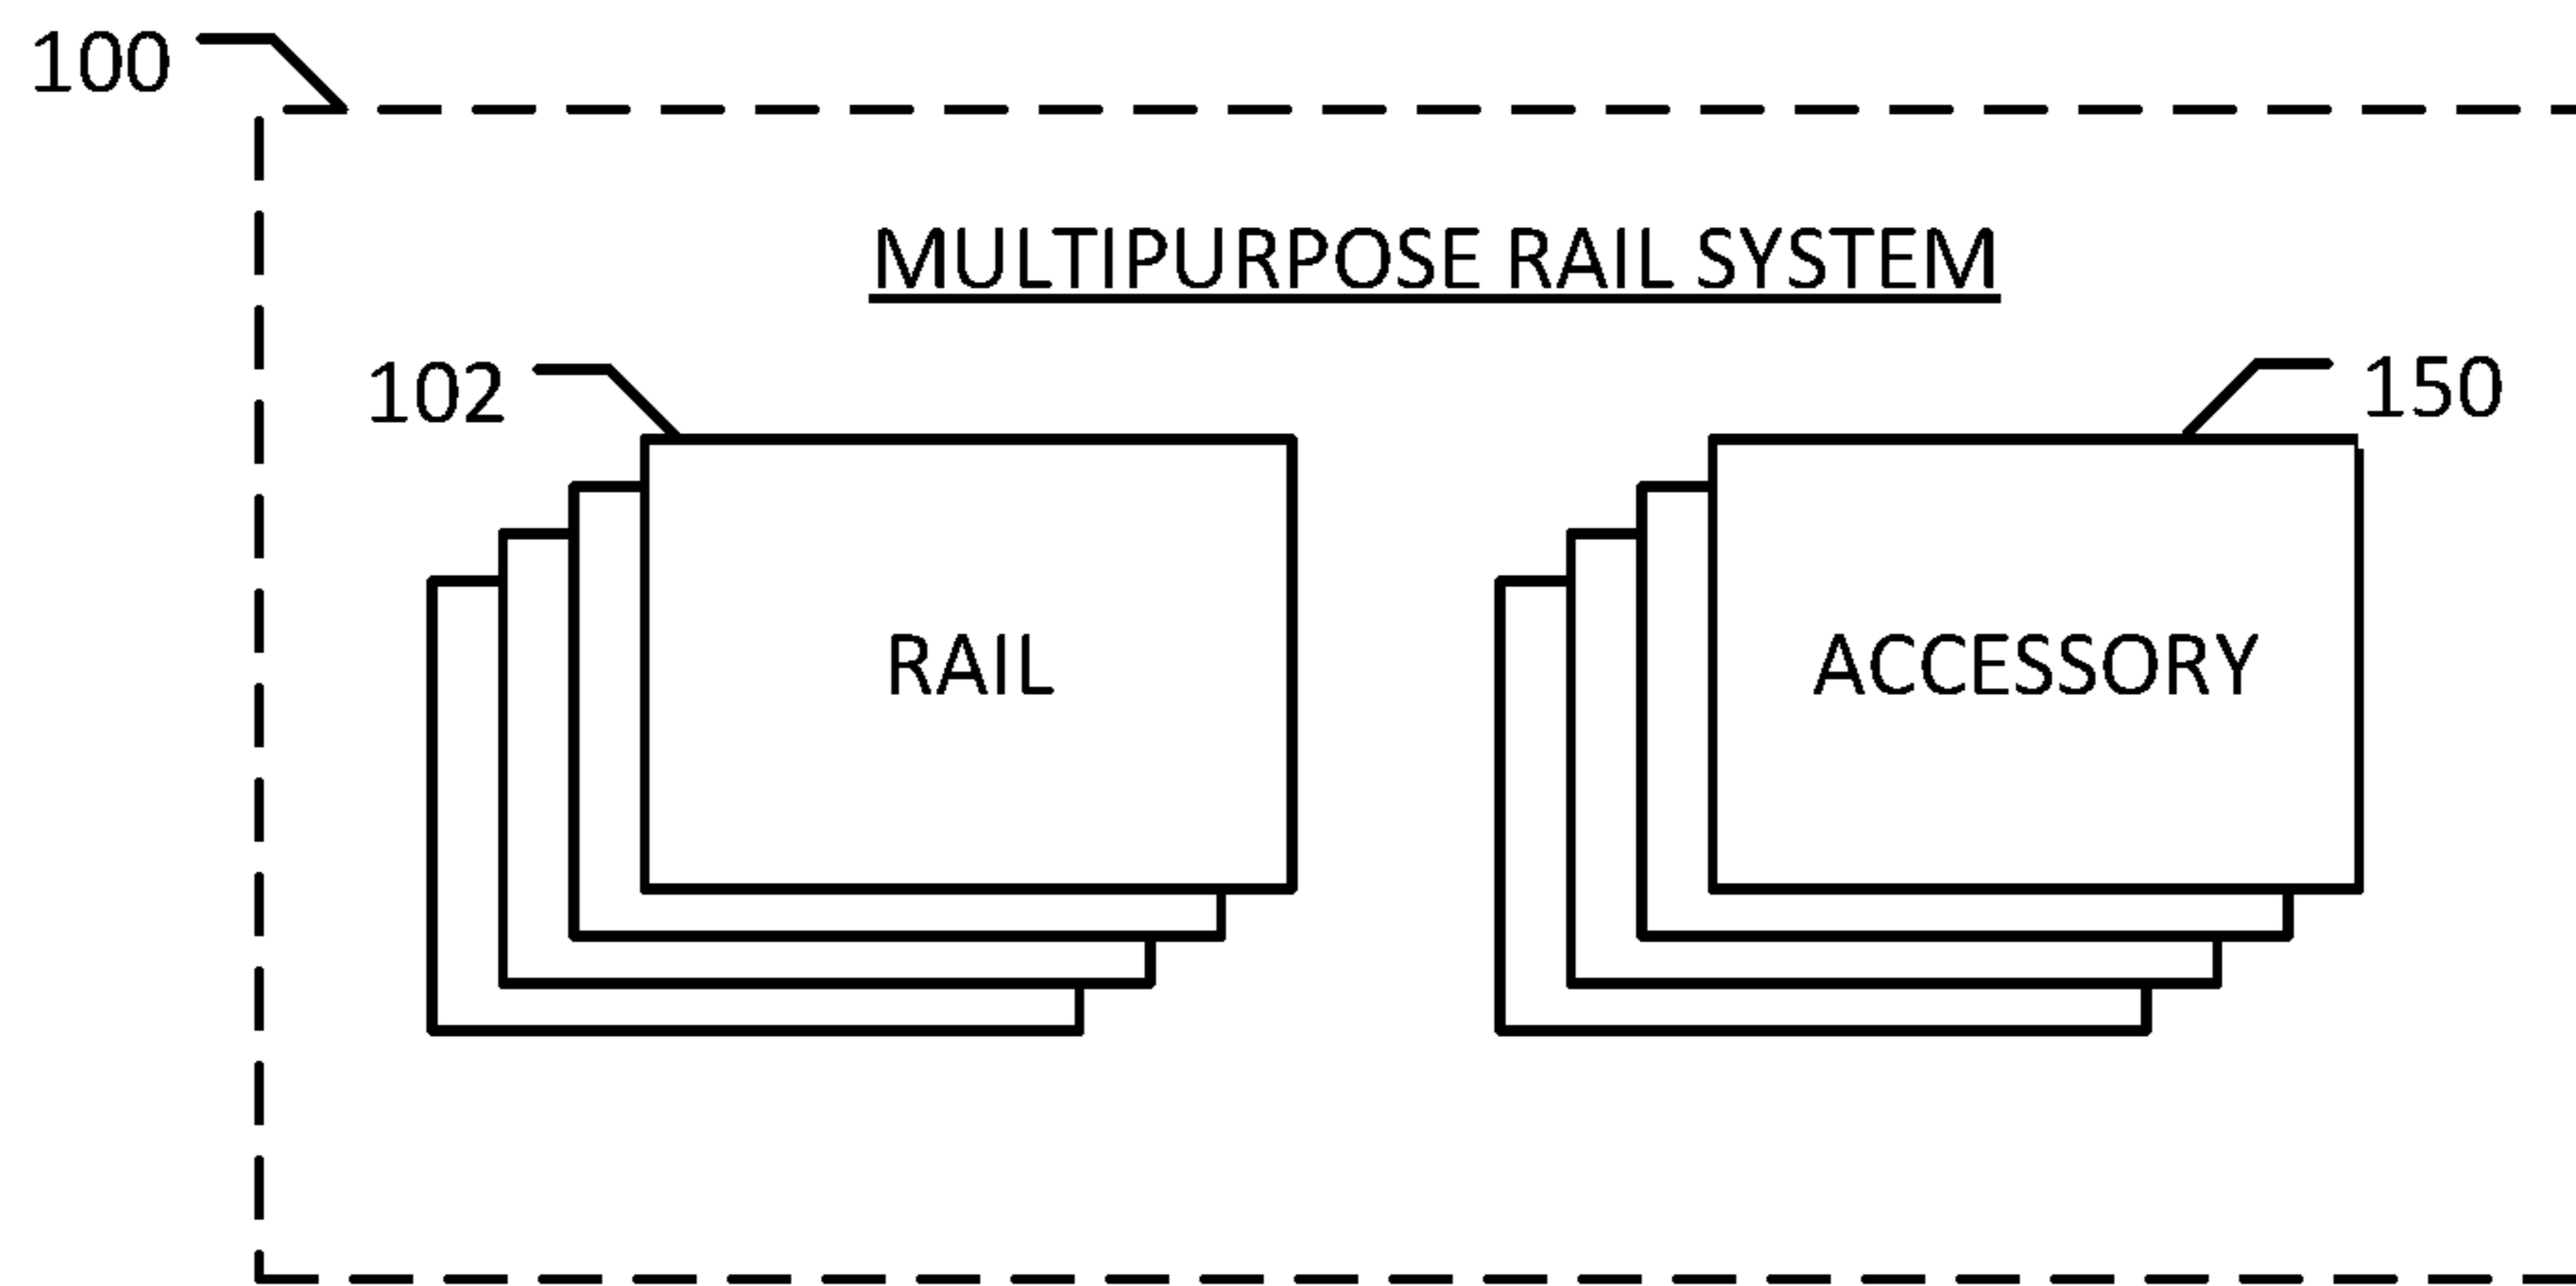 100
MULTIPURPOSE RAIL SYSTEM
102
150
RAIL
ACCESSORY